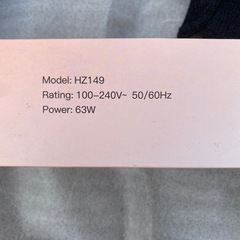 Model: HZ149
Rating: 100-240V~ 50/60Hz
Power: 63W